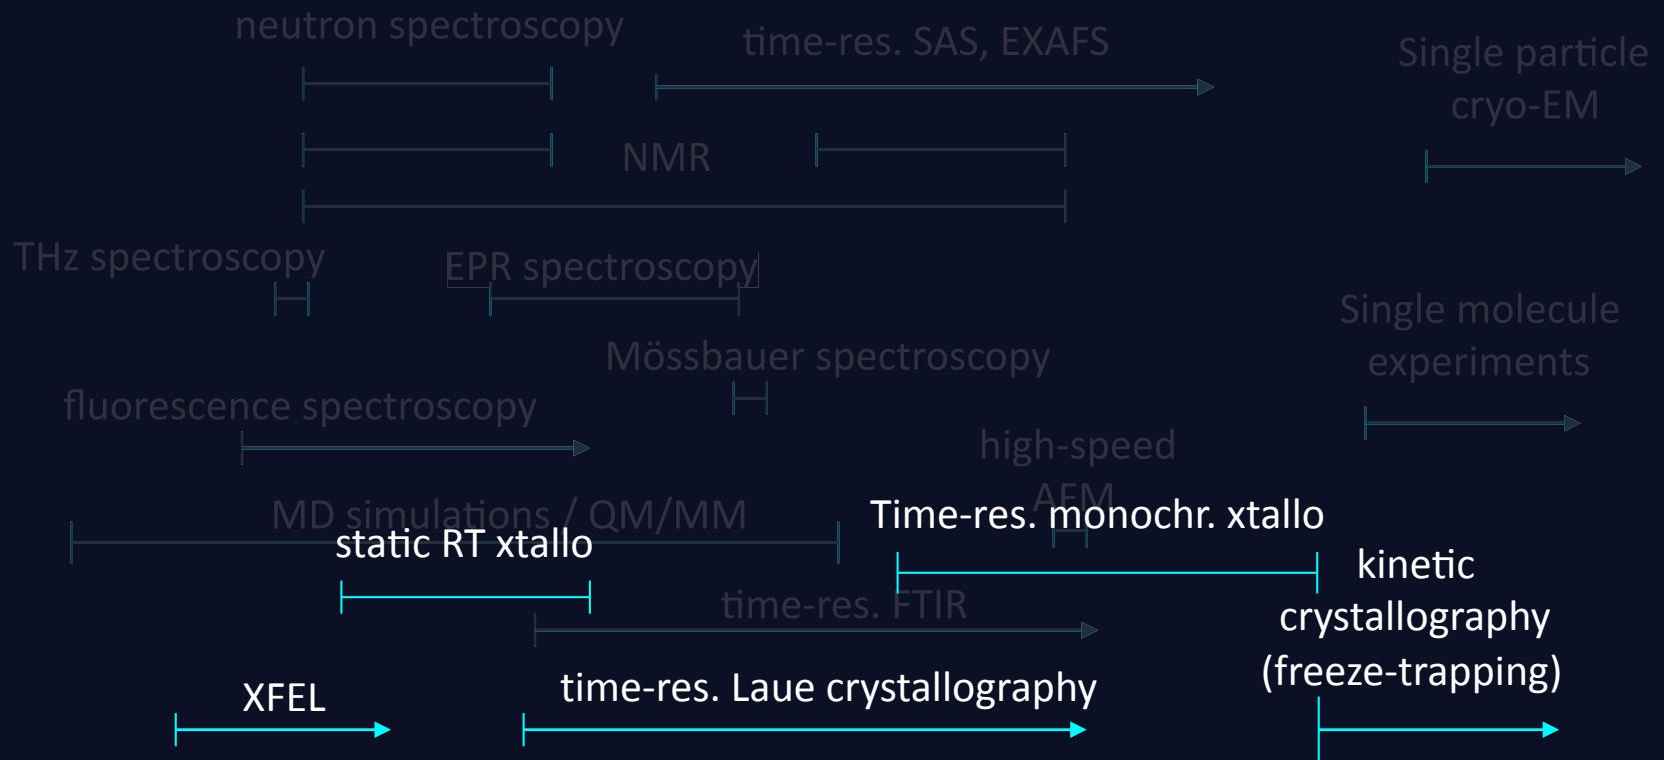 neutron spectroscopy
time-res. SAS, EXAFS
Single particle
cryo-EM
NMR
THz spectroscopy
EPR spectroscopy
Single molecule
experiments
Mössbauer spectroscopy
fluorescence spectroscopy
high-speed
AFM
MD simulations / QM/MM
Time-res. monochr. xtallo
static RT xtallo
kinetic
crystallography
(freeze-trapping)
time-res. FTIR
XFEL
time-res. Laue crystallography